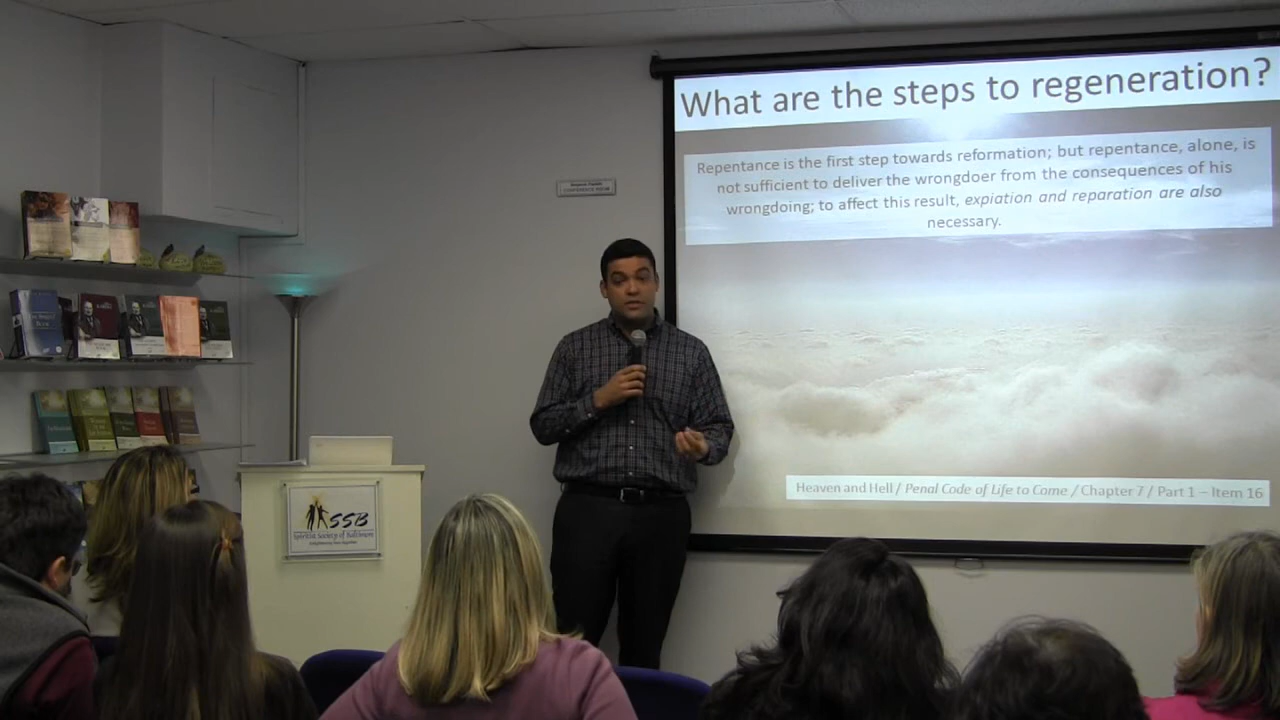 What are the steps to regeneration?
Repentance is the first step towards reformation; but repentance, alone, is
not sufficient to deliver the wrongdoer from the consequences of his
wrongdoing; to affect this result, expiation and reparation are also
necessary.
Heaven and Hell / Penal Code of Life to Come / Chapter 7 / Part 1 – Item 16
CONFERENCE ROOM
SSB
Spiritist Society of Baltimore